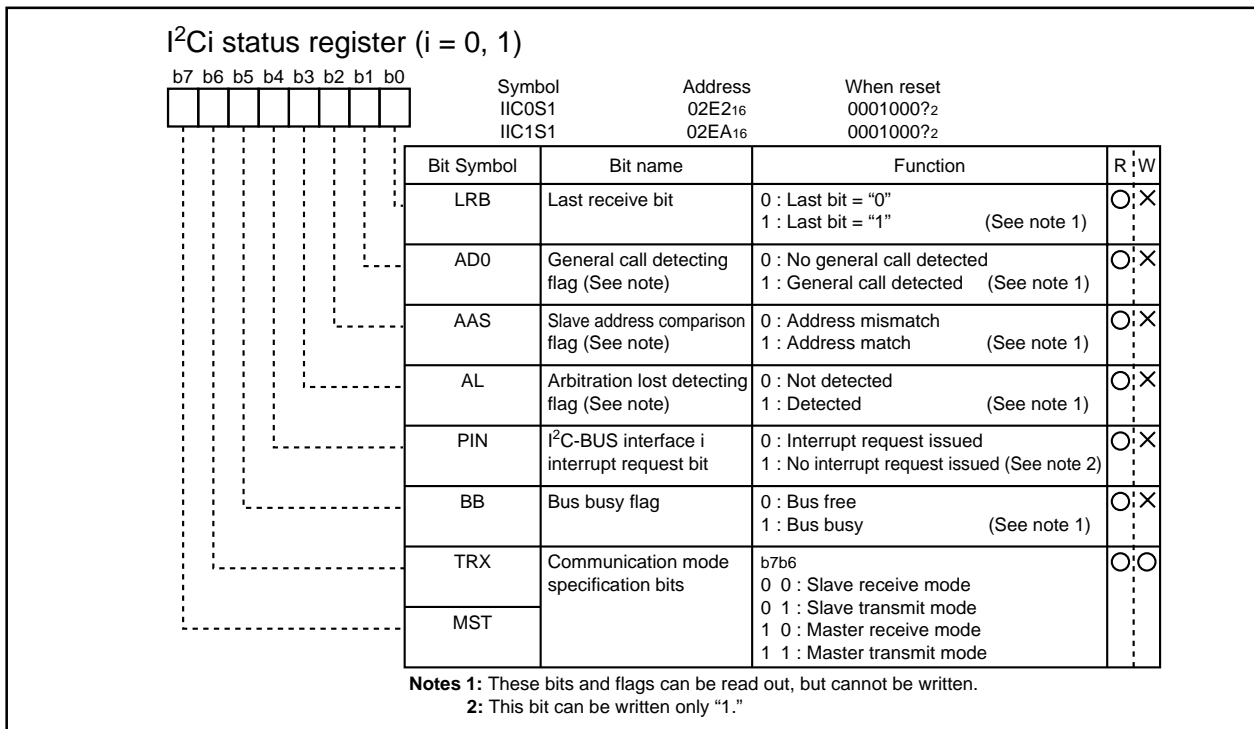 I²Ci status register (i = 0, 1)
b7 b6 b5 b4 b3 b2 b1 b0
Symbol Address When reset
IIC0S1 02E2₁₆ 0001000?₂
IIC1S1 02EA₁₆ 0001000?₂
Bit Symbol Bit name Function R W
LRB Last receive bit 0 : Last bit = “0” ○ ×
1 : Last bit = “1” (See note 1)
AD0 General call detecting 0 : No general call detected ○ ×
flag (See note) 1 : General call detected (See note 1)
AAS Slave address comparison 0 : Address mismatch ○ ×
flag (See note) 1 : Address match (See note 1)
AL Arbitration lost detecting 0 : Not detected ○ ×
flag (See note) 1 : Detected (See note 1)
PIN I²C-BUS interface i 0 : Interrupt request issued ○ ×
interrupt request bit 1 : No interrupt request issued (See note 2)
BB Bus busy flag 0 : Bus free ○ ×
1 : Bus busy (See note 1)
TRX Communication mode b7b6 ○ ○
specification bits 0 0 : Slave receive mode
0 1 : Slave transmit mode
MST 1 0 : Master receive mode
1 1 : Master transmit mode
Notes 1: These bits and flags can be read out, but cannot be written.
2: This bit can be written only “1.”